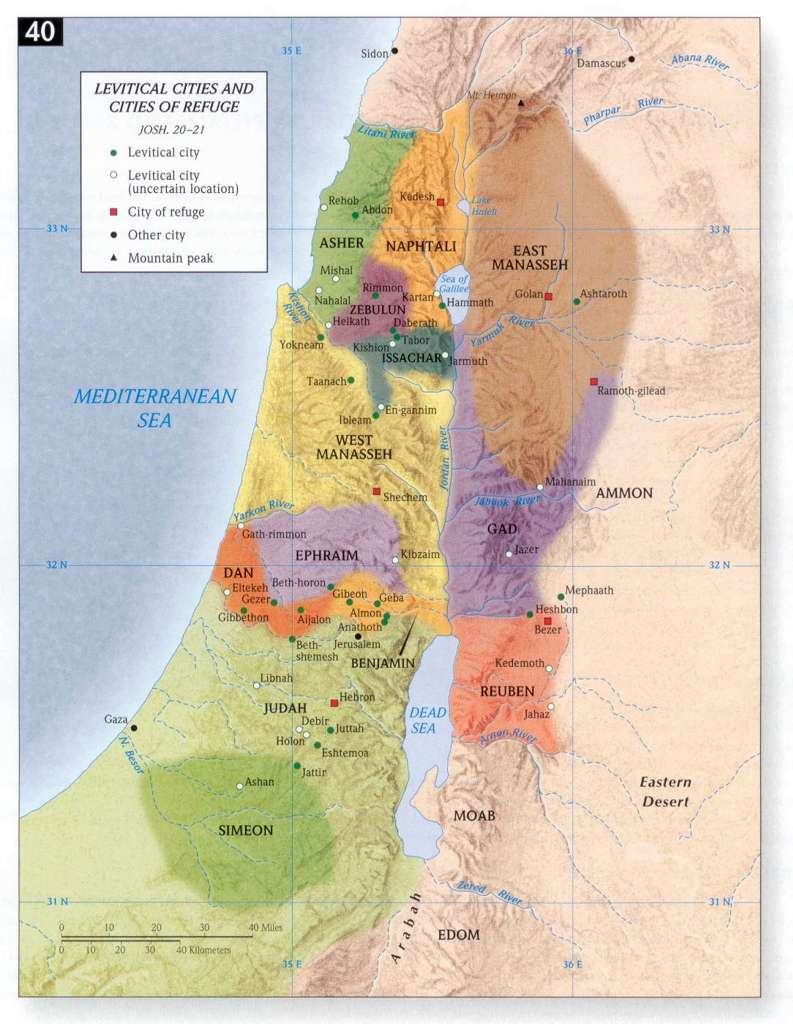 40
LEVITICAL CITIES AND
CITIES OF REFUGE
JOSH. 20–21
Levitical city
Levitical city
(uncertain location)
City of refuge
Other city
Mountain peak
35 E
36 E
Sidon
Damascus
Abana River
Mt. Hermon
Pharpar River
Litani River
Kedesh
Rehob
Abdon
Lake
Huleh
33 N
33 N
ASHER
NAPHTALI
EAST
MANASSEH
Mishal
Rimmon
Sea of
Galilee
Nahalal
Kartan
Hammath
Golan
Ashtaroth
Kishon
River
ZEBULUN
Helkath
Daberath
Yarmuk River
Yokneam
Kishion
Tabor
ISSACHAR
Jarmuth
Taanach
Ramoth-gilead
MEDITERRANEAN
SEA
En-gannim
Ibleam
WEST
MANASSEH
Jordan River
Shechem
Mahanaim
Jabbok River
AMMON
Yarkon River
Gath-rimmon
GAD
EPHRAIM
Kibzaim
Jazer
32 N
32 N
DAN
Eltekeh
Beth-horon
Gibeon
Geba
Mephaath
Gezer
Almon
Heshbon
Gibbethon
Aijalon
Anathoth
Bezer
Beth-
shemesh
Jerusalem
BENJAMIN
Kedemoth
Libnah
REUBEN
Hebron
JUDAH
DEAD
SEA
Jahaz
Gaza
Debir
Juttah
Holon
Arnon River
N. Besor
Eshtemoa
Jattir
Ashan
Eastern
Desert
MOAB
SIMEON
31 N
31 N
Zered River
Arabah
0 10 20 30 40 Miles
0 10 20 30 40 Kilometers
EDOM
35 E
36 E